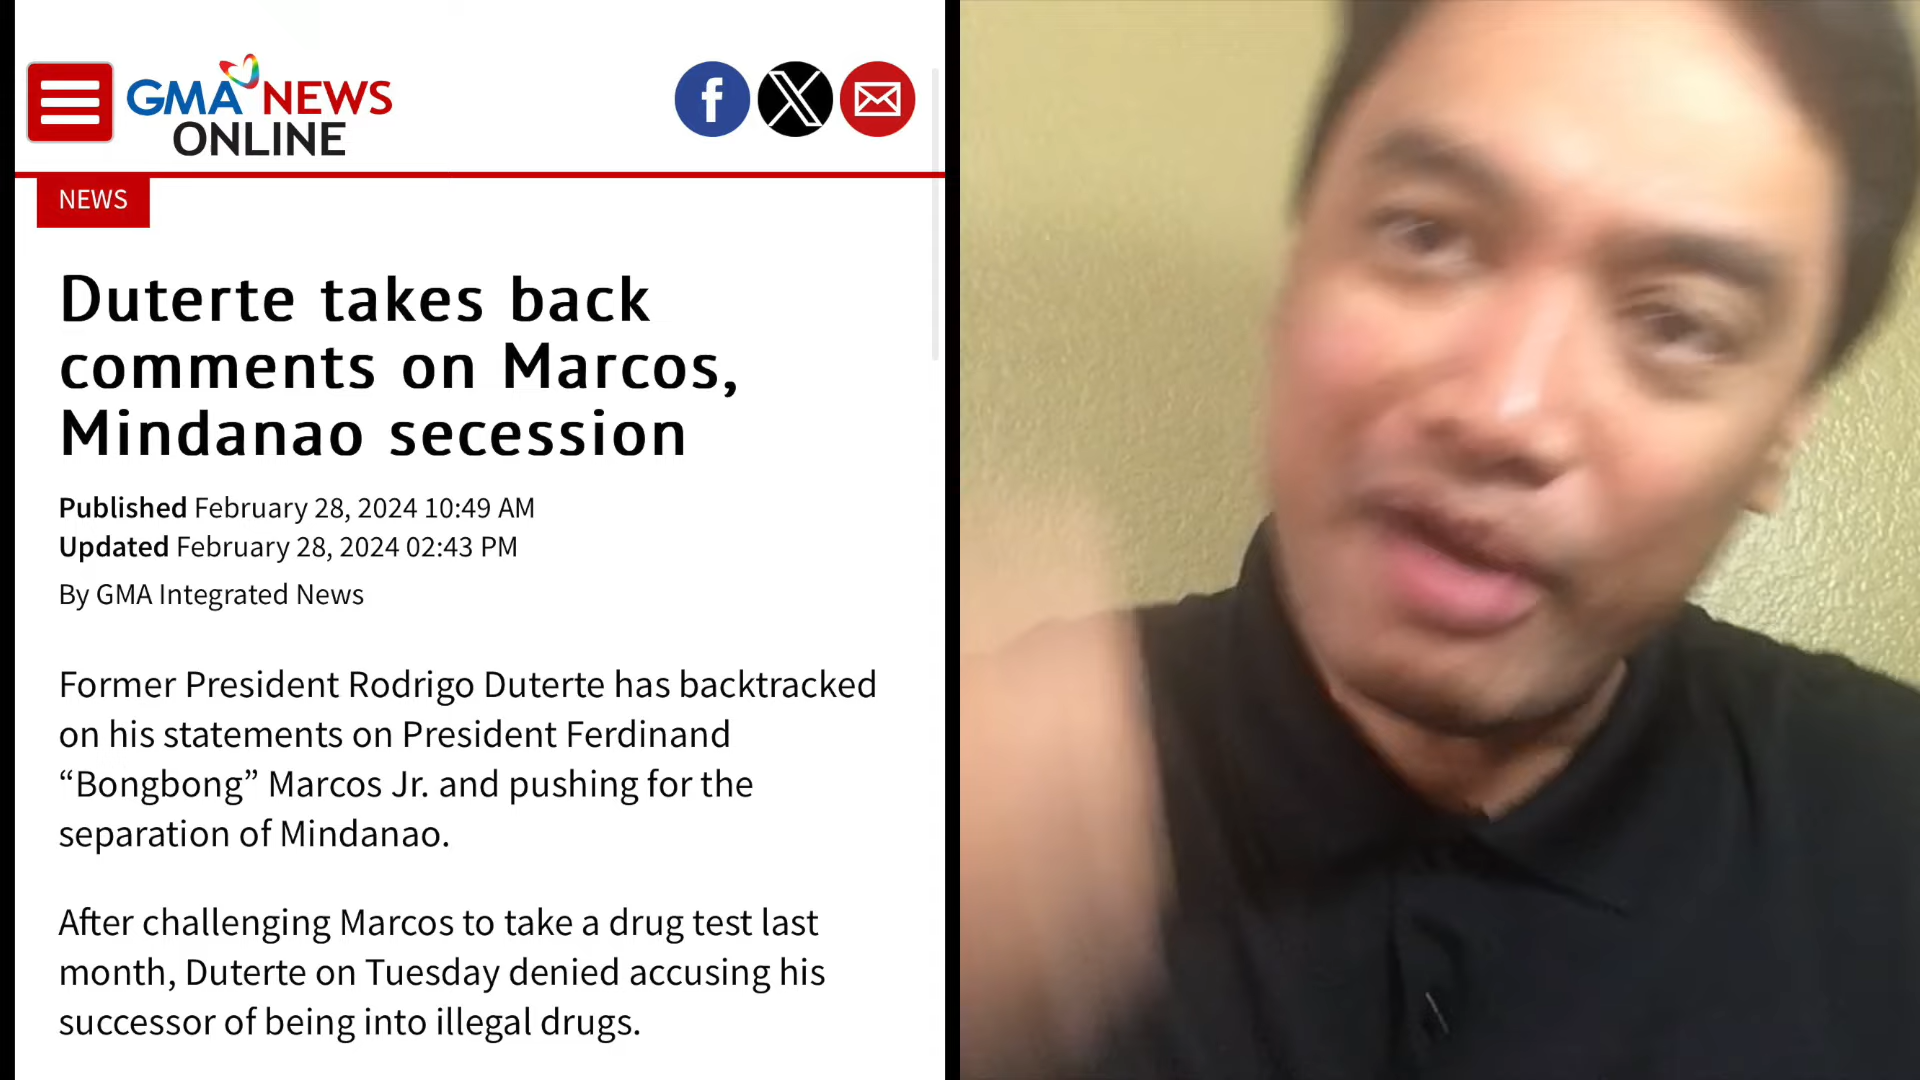 GMA NEWS
ONLINE
NEWS
Duterte takes back
comments on Marcos,
Mindanao secession
Published February 28, 2024 10:49 AM
Updated February 28, 2024 02:43 PM
By GMA Integrated News
Former President Rodrigo Duterte has backtracked
on his statements on President Ferdinand
“Bongbong” Marcos Jr. and pushing for the
separation of Mindanao.
After challenging Marcos to take a drug test last
month, Duterte on Tuesday denied accusing his
successor of being into illegal drugs.